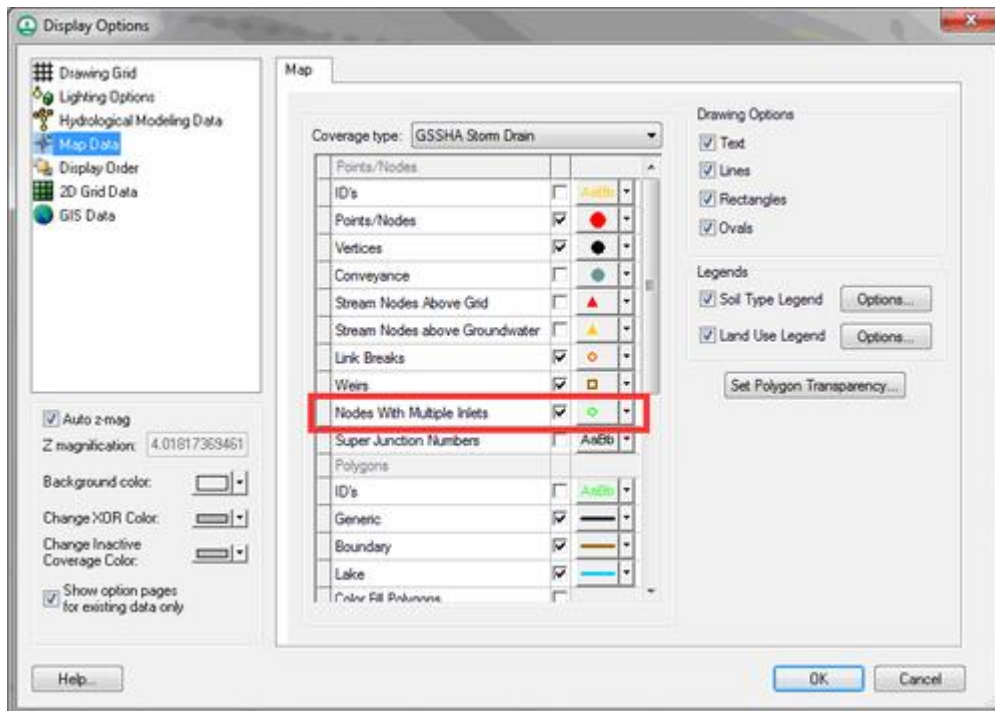 Display Options
Drawing Grid
Lighting Options
Hydrological Modeling Data
Map Data
Display Order
2D Grid Data
GIS Data
Auto z-mag
Z magnification: 4.01817369461
Background color:
Change XOR Color:
Change Inactive
Coverage Color:
Show option pages
for existing data only
Map
Coverage type: GSSHA Storm Drain
Points/Nodes
ID's AaBb
Points/Nodes
Vertices
Conveyance
Stream Nodes Above Grid
Stream Nodes above Groundwater
Link Breaks
Weirs
Nodes With Multiple Inlets
Super Junction Numbers AaBb
Polygons
ID's AaBb
Generic
Boundary
Lake
Color Fill Polygons
Drawing Options
Text
Lines
Rectangles
Ovals
Legends
Soil Type Legend Options...
Land Use Legend Options...
Set Polygon Transparency...
Help...
OK
Cancel